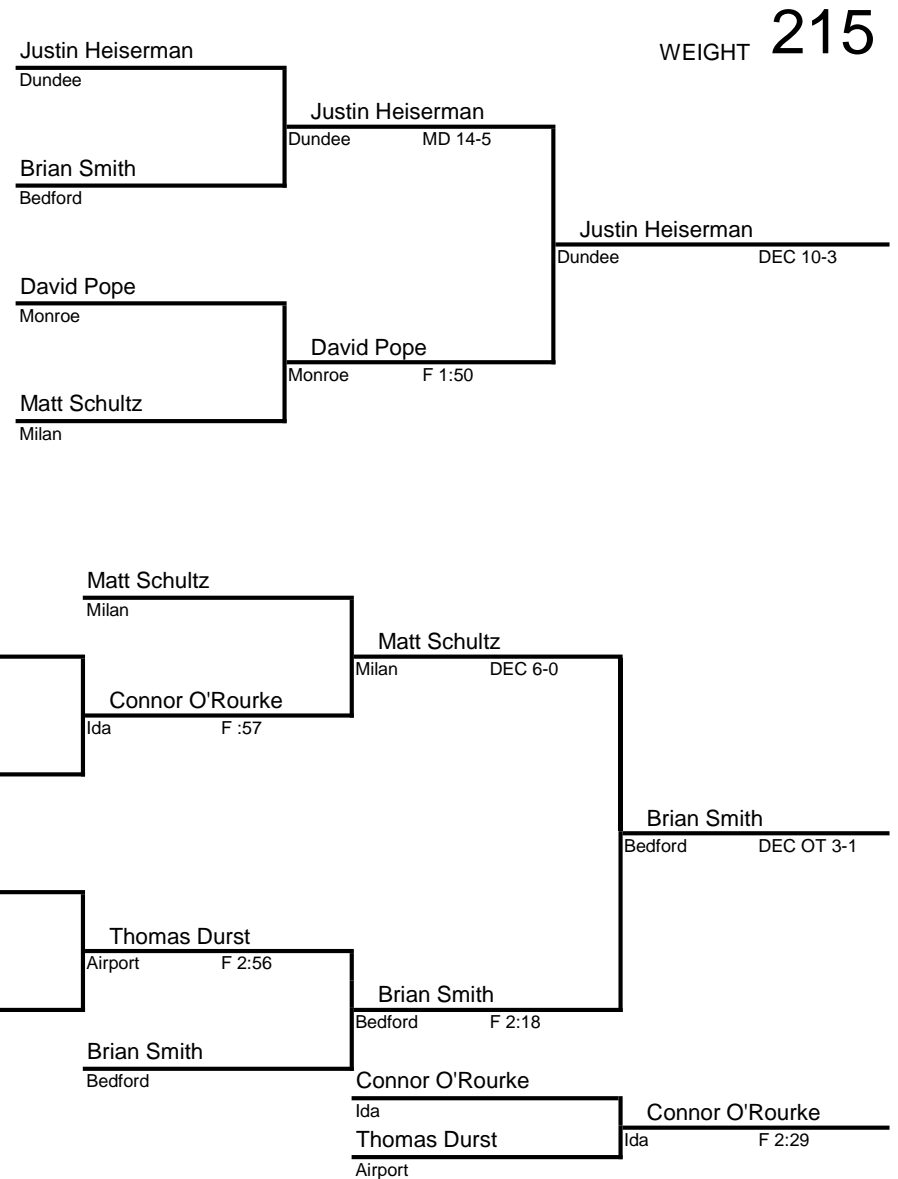 WEIGHT 215
Justin Heiserman
Dundee
Justin Heiserman
Dundee MD 14-5
Brian Smith
Bedford
Justin Heiserman
Dundee DEC 10-3
David Pope
Monroe
David Pope
Monroe F 1:50
Matt Schultz
Milan
Matt Schultz
Milan
Matt Schultz
Milan DEC 6-0
Connor O'Rourke
Ida F :57
Brian Smith
Bedford DEC OT 3-1
Thomas Durst
Airport F 2:56
Brian Smith
Bedford F 2:18
Brian Smith
Bedford
Connor O'Rourke
Ida
Connor O'Rourke
Ida F 2:29
Thomas Durst
Airport